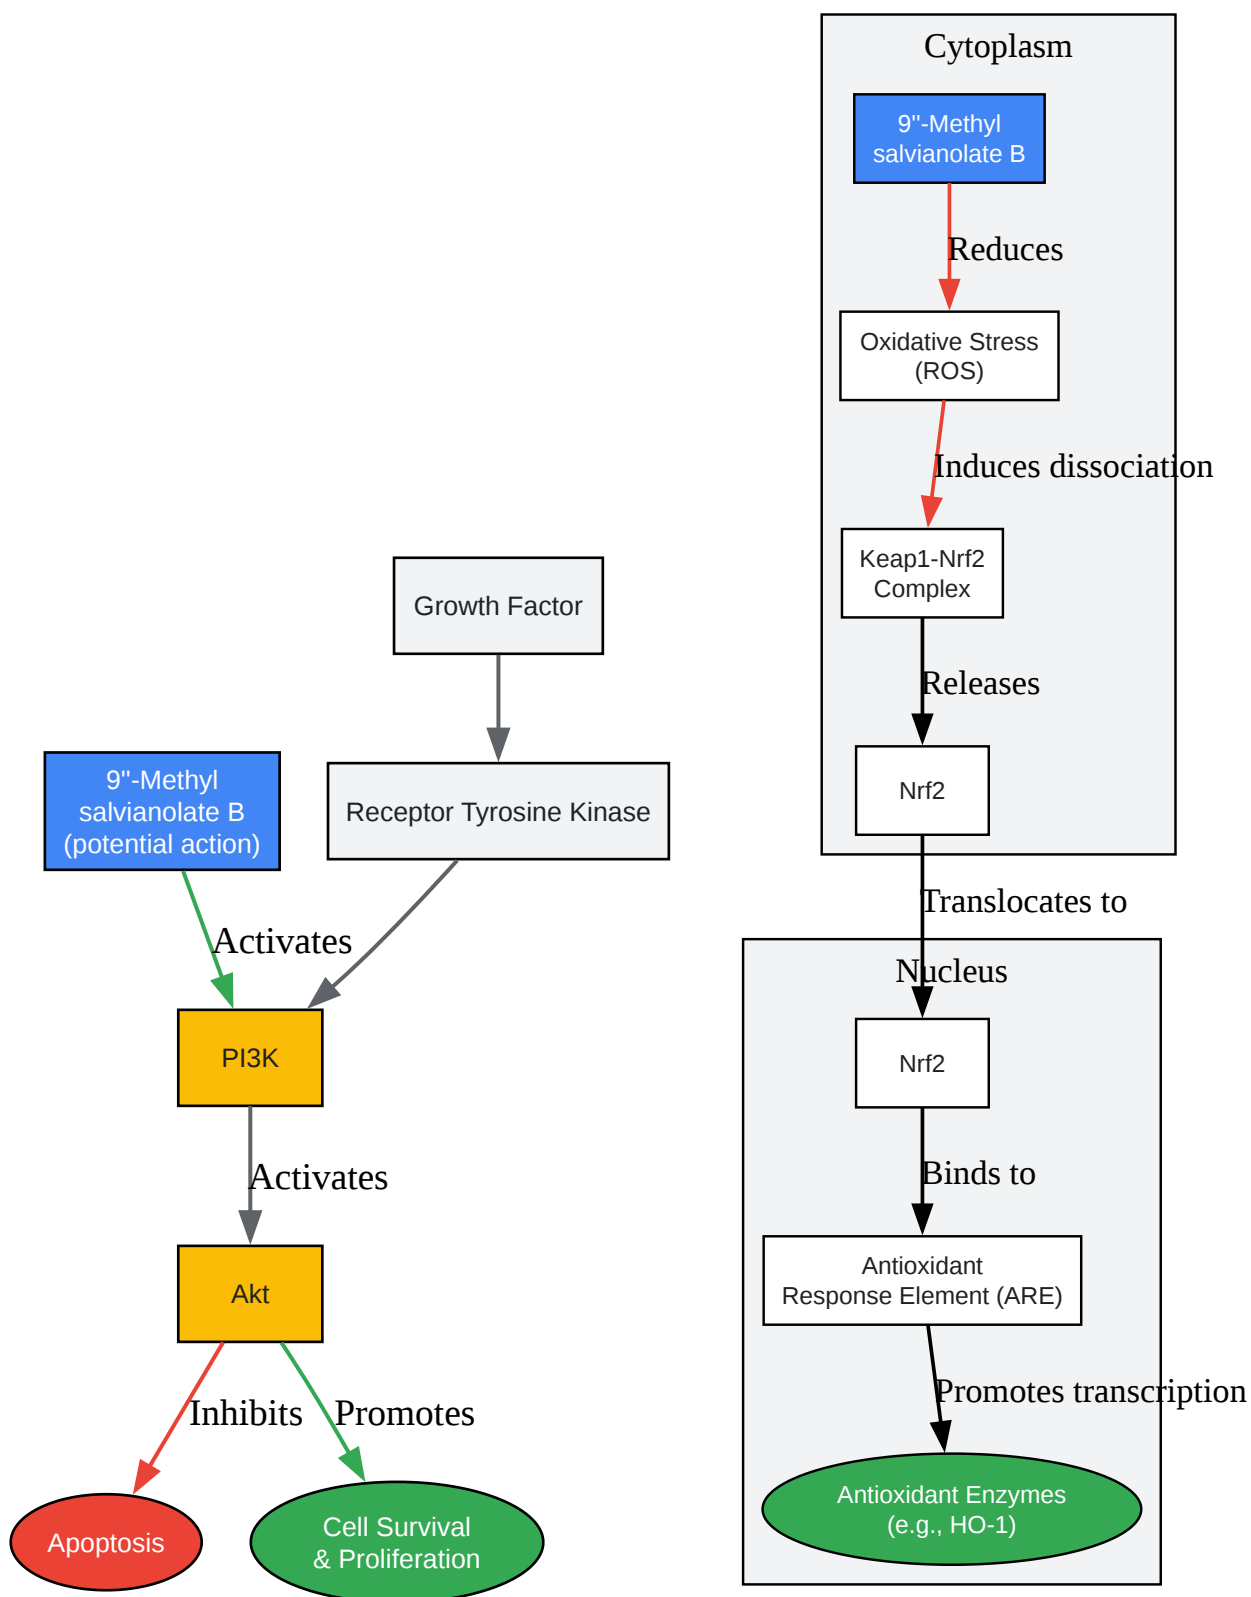 Growth Factor
9"-Methyl
salvianolate B
(potential action)
Receptor Tyrosine Kinase
Activates
PI3K
Activates
Akt
Inhibits
Promotes
Apoptosis
Cell Survival
& Proliferation
Cytoplasm
9"-Methyl
salvianolate B
Reduces
Oxidative Stress
(ROS)
Induces dissociation
Keap1-Nrf2
Complex
Releases
Nrf2
Translocates to
Nucleus
Nrf2
Binds to
Antioxidant
Response Element (ARE)
Promotes transcription
Antioxidant Enzymes
(e.g., HO-1)